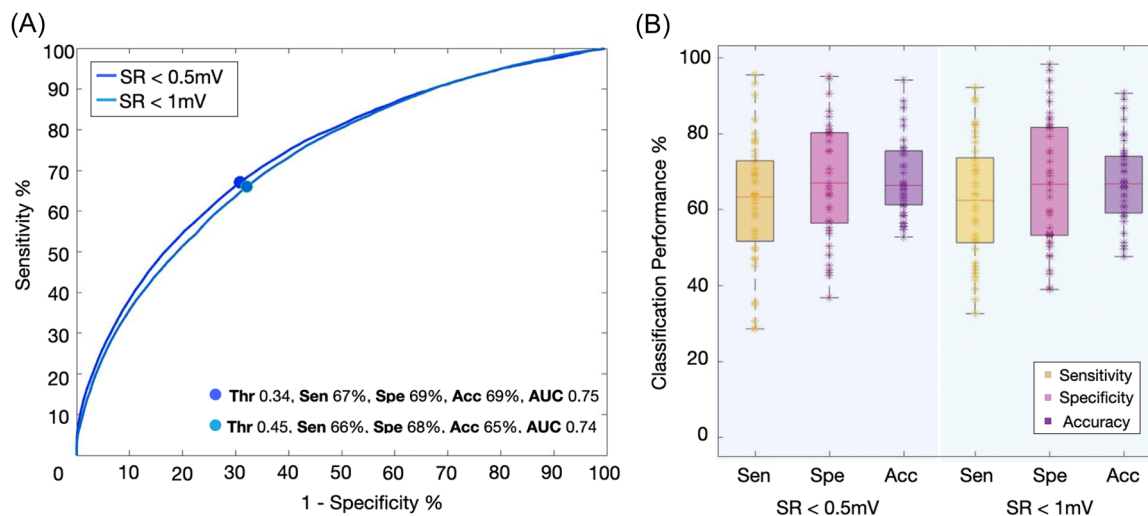 (A)
100
90
80
70
60
50
40
30
20
10
0
10 20 30 40 50 60 70 80 90 100
Sensitivity %
1 - Specificity %
SR < 0.5mV
SR < 1mV
Thr 0.34, Sen 67%, Spe 69%, Acc 69%, AUC 0.75
Thr 0.45, Sen 66%, Spe 68%, Acc 65%, AUC 0.74
(B)
100
80
60
40
20
0
Classification Performance %
Sensitivity
Specificity
Accuracy
Sen Spe Acc Sen Spe Acc
SR < 0.5mV SR < 1mV